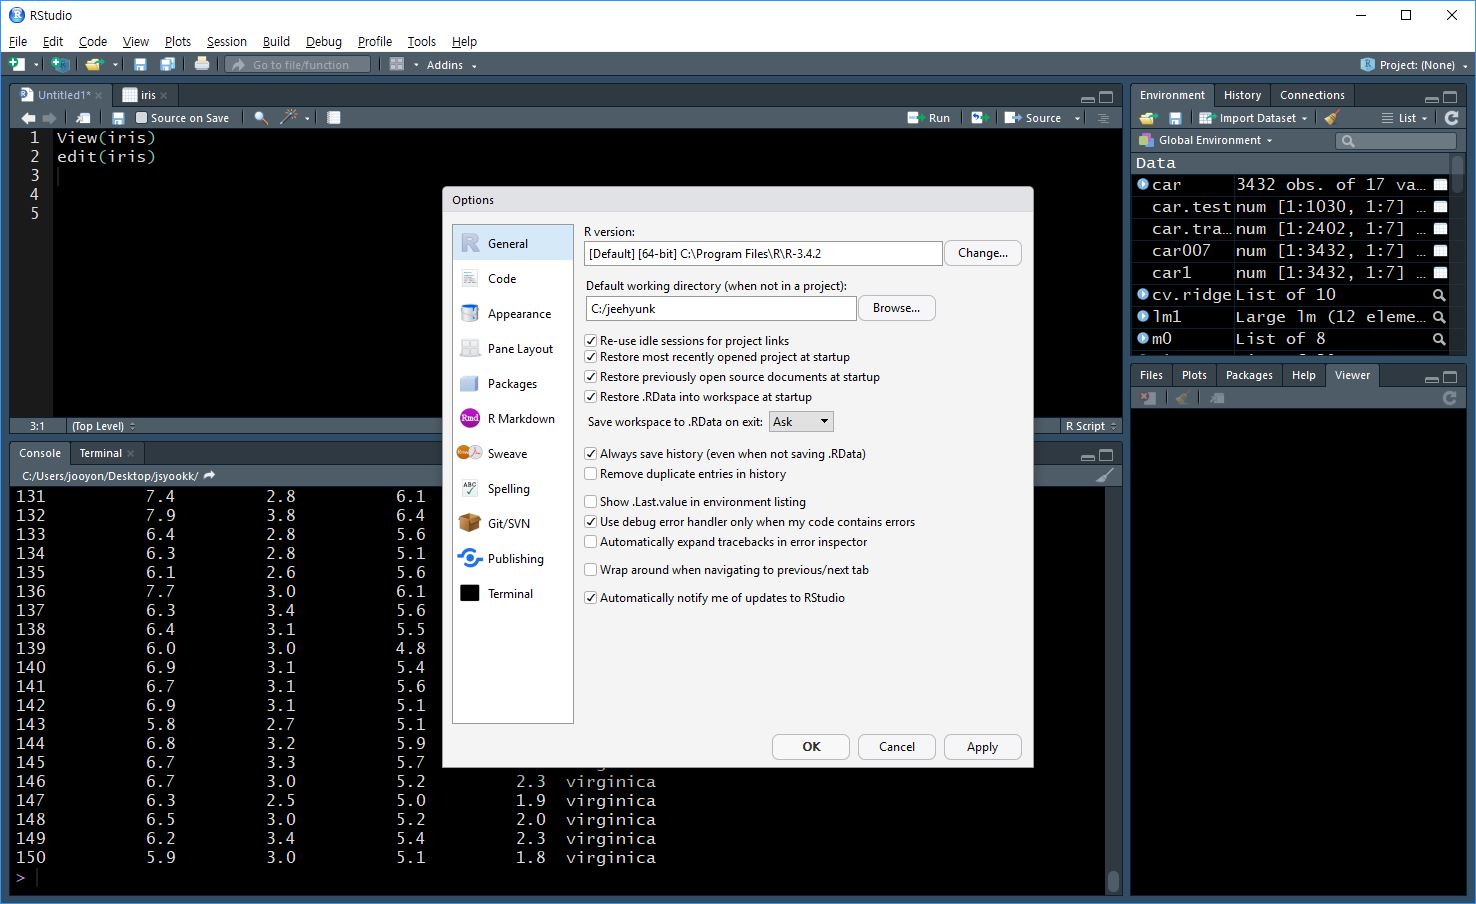 RStudio
File Edit Code View Plots Session Build Debug Profile Tools Help
Go to file/function Addins Project: (None)
Untitled1* iris
Source on Save Run Source
1 View(iris)
2 edit(iris)
3
4
5
3:1 (Top Level) R Script
Console Terminal
C:/Users/jooyon/Desktop/jsyookk/
131 7.4 2.8 6.1
132 7.9 3.8 6.4
133 6.4 2.8 5.6
134 6.3 2.8 5.1
135 6.1 2.6 5.6
136 7.7 3.0 6.1
137 6.3 3.4 5.6
138 6.4 3.1 5.5
139 6.0 3.0 4.8
140 6.9 3.1 5.4
141 6.7 3.1 5.6
142 6.9 3.1 5.1
143 5.8 2.7 5.1
144 6.8 3.2 5.9
145 6.7 3.3 5.7
146 6.7 3.0 5.2 2.3 virginica
147 6.3 2.5 5.0 1.9 virginica
148 6.5 3.0 5.2 2.0 virginica
149 6.2 3.4 5.4 2.3 virginica
150 5.9 3.0 5.1 1.8 virginica
>
Options
General
Code
Appearance
Pane Layout
Packages
Rmd R Markdown
Sweave
ABC Spelling
Git/SVN
Publishing
Terminal
R version:
[Default] [64-bit] C:\Program Files\R\R-3.4.2 Change...
Default working directory (when not in a project):
C:/jeehyunk Browse...
Re-use idle sessions for project links
Restore most recently opened project at startup
Restore previously open source documents at startup
Restore .RData into workspace at startup
Save workspace to .RData on exit: Ask
Always save history (even when not saving .RData)
Remove duplicate entries in history
Show .Last.value in environment listing
Use debug error handler only when my code contains errors
Automatically expand tracebacks in error inspector
Wrap around when navigating to previous/next tab
Automatically notify me of updates to RStudio
OK Cancel Apply
Environment History Connections
Import Dataset List
Global Environment
Data
car 3432 obs. of 17 va...
car.test num [1:1030, 1:7] ...
car.tra... num [1:2402, 1:7] ...
car007 num [1:3432, 1:7] ...
car1 num [1:3432, 1:7] ...
cv.ridge List of 10
lm1 Large lm (12 eleme...
m0 List of 8
Files Plots Packages Help Viewer